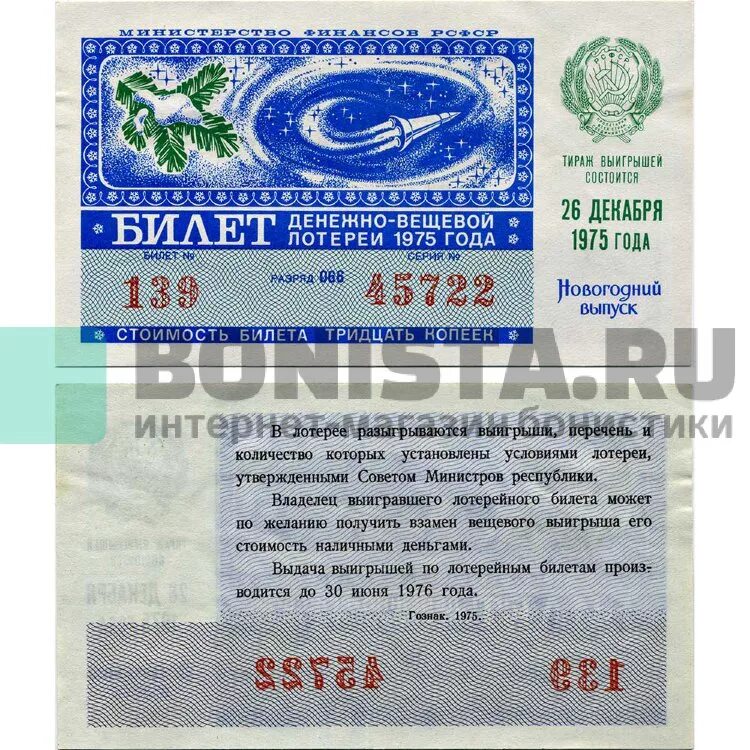 МИНИСТЕРСТВО ФИНАНСОВ РСФСР
РСФСР
БИЛЕТ
ДЕНЕЖНО-ВЕЩЕВОЙ
ЛОТЕРЕИ 1975 ГОДА
БИЛЕТ №
139
РАЗРЯД 066
СЕРИЯ №
45722
СТОИМОСТЬ БИЛЕТА ТРИДЦАТЬ КОПЕЕК
ТИРАЖ ВЫИГРЫШЕЙ
СОСТОИТСЯ
26 ДЕКАБРЯ
1975 ГОДА
Новогодний
выпуск
BONISTA.RU
интернет-магазин бонистики
В лотерее разыгрываются выигрыши, перечень и
количество которых установлены условиями лотереи,
утвержденными Советом Министров республики.
Владелец выигравшего лотерейного билета может
по желанию получить взамен вещевого выигрыша его
стоимость наличными деньгами.
Выдача выигрышей по лотерейным билетам произ-
водится до 30 июня 1976 года.
Гознак. 1975.
45722
139